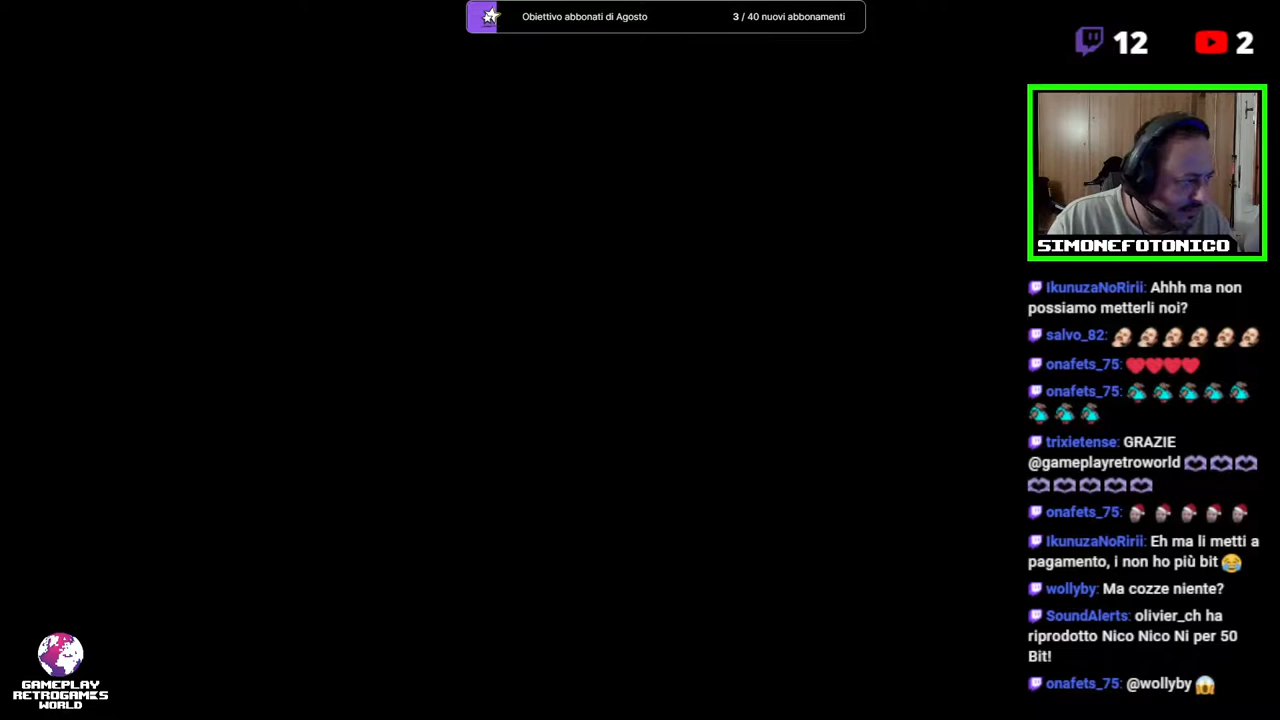 Obiettivo abbonati di Agosto 3 / 40 nuovi abbonamenti
12 2
SIMONEFOTONICO
IkunuzaNoRirii: Ahhh ma non
possiamo metterli noi?
salvo_82:
onafets_75: ❤❤❤❤
onafets_75:
trixietense: GRAZIE
@gameplayretroworld
onafets_75:
IkunuzaNoRirii: Eh ma li metti a
pagamento, i non ho più bit 😂
wollyby: Ma cozze niente?
SoundAlerts: olivier_ch ha
riprodotto Nico Nico Ni per 50
Bit!
onafets_75: @wollyby 😱
GAMEPLAY
RETROGAMES
WORLD